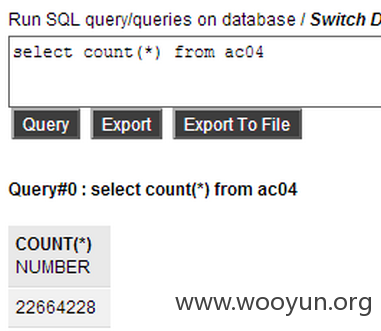 Run SQL query/queries on database / Switch D
select count(*) from ac04
Query Export Export To File
Query#0 : select count(*) from ac04
COUNT(*)
NUMBER
22664228
www.wooyun.org